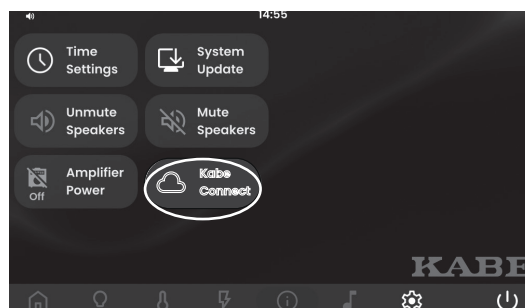 14:55
Time
Settings
System
Update
Unmute
Speakers
Mute
Speakers
Amplifier
Power
Off
Kabe
Connect
KABE